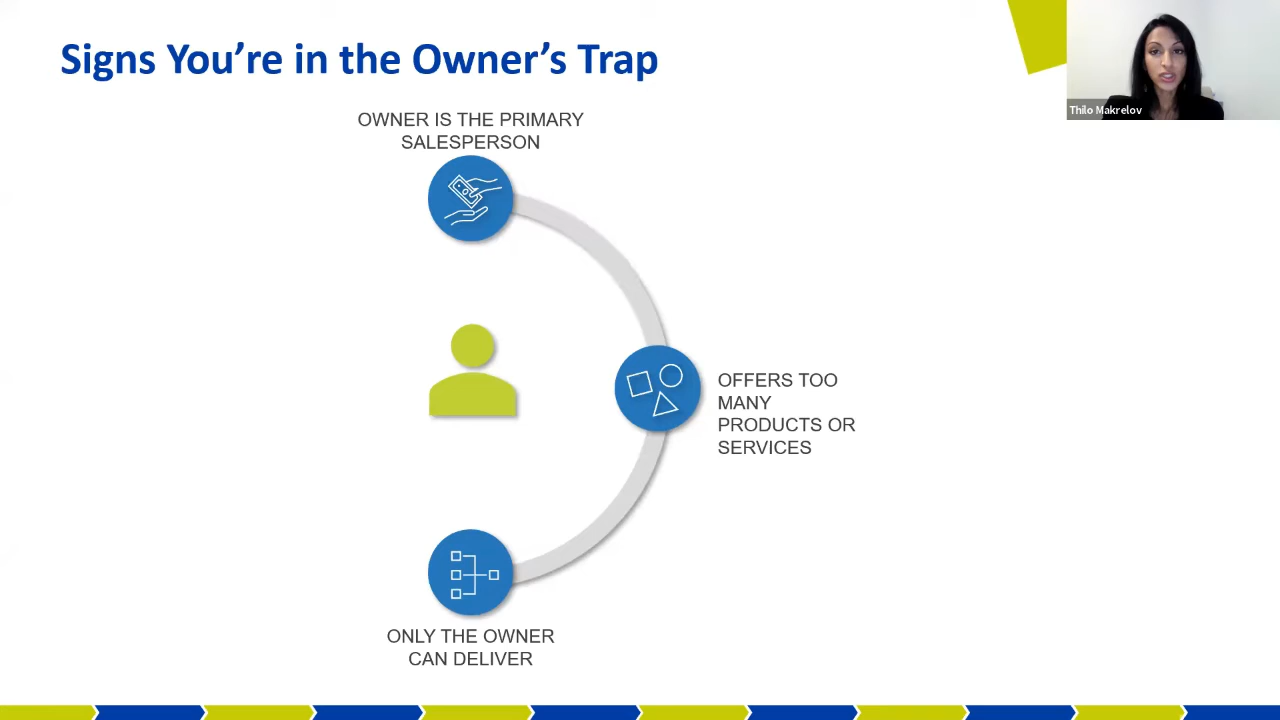 Signs You’re in the Owner’s Trap
Thilo Makrelov
OWNER IS THE PRIMARY
SALESPERSON
OFFERS TOO
MANY
PRODUCTS OR
SERVICES
ONLY THE OWNER
CAN DELIVER